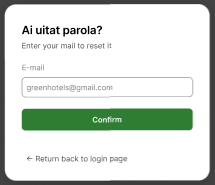 Ai uitat parola?
Enter your mail to reset it
E-mail
greenhotels@gmail.com
Confirm
← Return back to login page